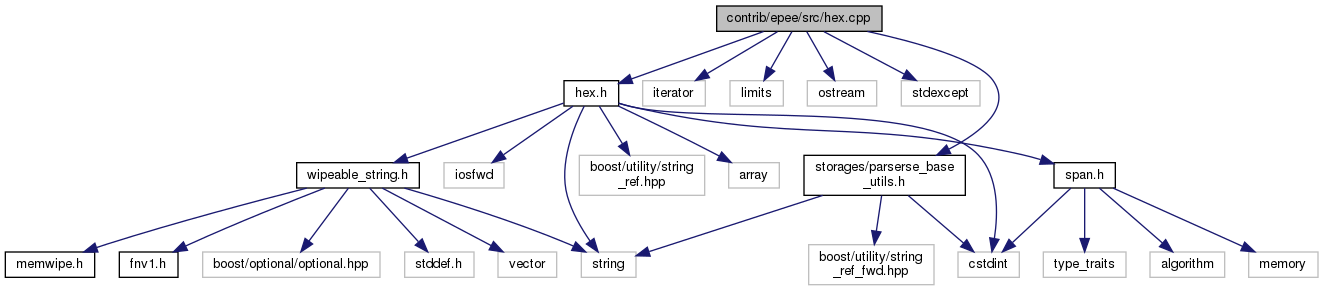 contrib/epee/src/hex.cpp
hex.h
iterator
limits
ostream
stdexcept
wipeable_string.h
iosfwd
boost/utility/string
_ref.hpp
array
storages/parserse_base
_utils.h
span.h
memwipe.h
fnv1.h
boost/optional/optional.hpp
stddef.h
vector
string
boost/utility/string
_ref_fwd.hpp
cstdint
type_traits
algorithm
memory